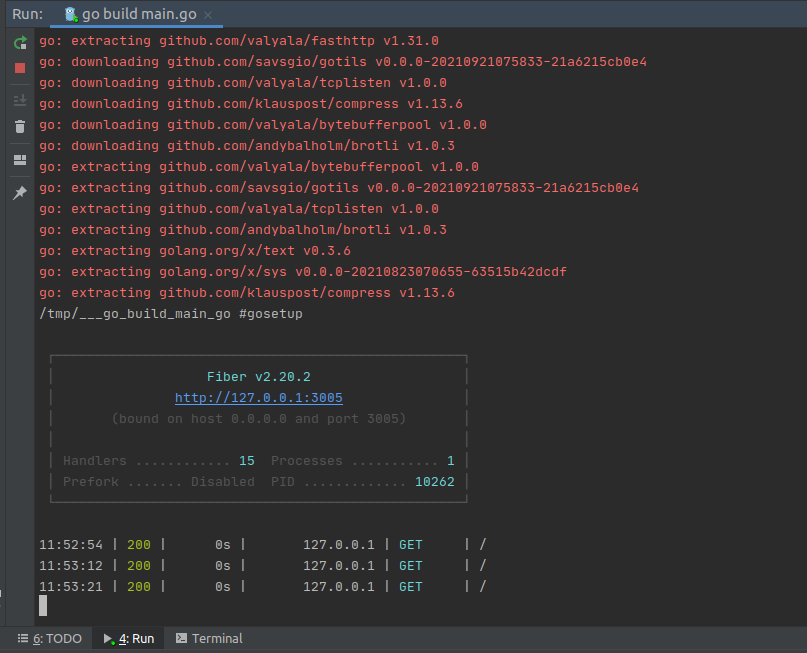 Run: go build main.go ×
go: extracting github.com/valyala/fasthttp v1.31.0
go: downloading github.com/savsgio/gotils v0.0.0-20210921075833-21a6215cb0e4
go: downloading github.com/valyala/tcplisten v1.0.0
go: downloading github.com/klauspost/compress v1.13.6
go: downloading github.com/valyala/bytebufferpool v1.0.0
go: downloading github.com/andybalholm/brotli v1.0.3
go: extracting github.com/valyala/bytebufferpool v1.0.0
go: extracting github.com/savsgio/gotils v0.0.0-20210921075833-21a6215cb0e4
go: extracting github.com/valyala/tcplisten v1.0.0
go: extracting github.com/andybalholm/brotli v1.0.3
go: extracting golang.org/x/text v0.3.6
go: extracting golang.org/x/sys v0.0.0-20210823070655-63515b42dcdf
go: extracting github.com/klauspost/compress v1.13.6
/tmp/___go_build_main_go #gosetup
Fiber v2.20.2
http://127.0.0.1:3005
(bound on host 0.0.0.0 and port 3005)
Handlers ............ 15 Processes ........... 1
Prefork ....... Disabled PID ............. 10262
11:52:54 | 200 | 0s | 127.0.0.1 | GET | /
11:53:12 | 200 | 0s | 127.0.0.1 | GET | /
11:53:21 | 200 | 0s | 127.0.0.1 | GET | /
6: TODO 4: Run Terminal